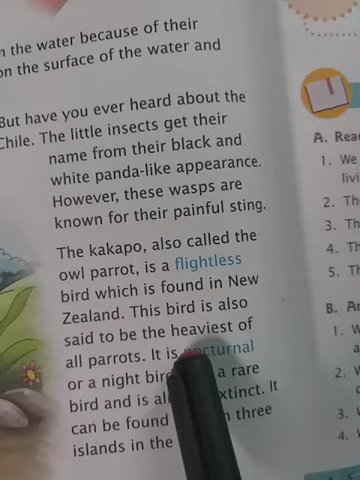 n the water because of their
on the surface of the water and
But have you ever heard about the
Chile. The little insects get their
name from their black and
white panda-like appearance.
However, these wasps are
known for their painful sting.
The kakapo, also called the
owl parrot, is a flightless
bird which is found in New
Zealand. This bird is also
said to be the heaviest of
all parrots. It is nocturnal
or a night a rare
bird and is It
can be found three
islands in the
A. Rea
1. We
livi
2. Th
3. Th
4. Th
5. Th
B. An
1. W
a
2. W
c
3. W
4. W